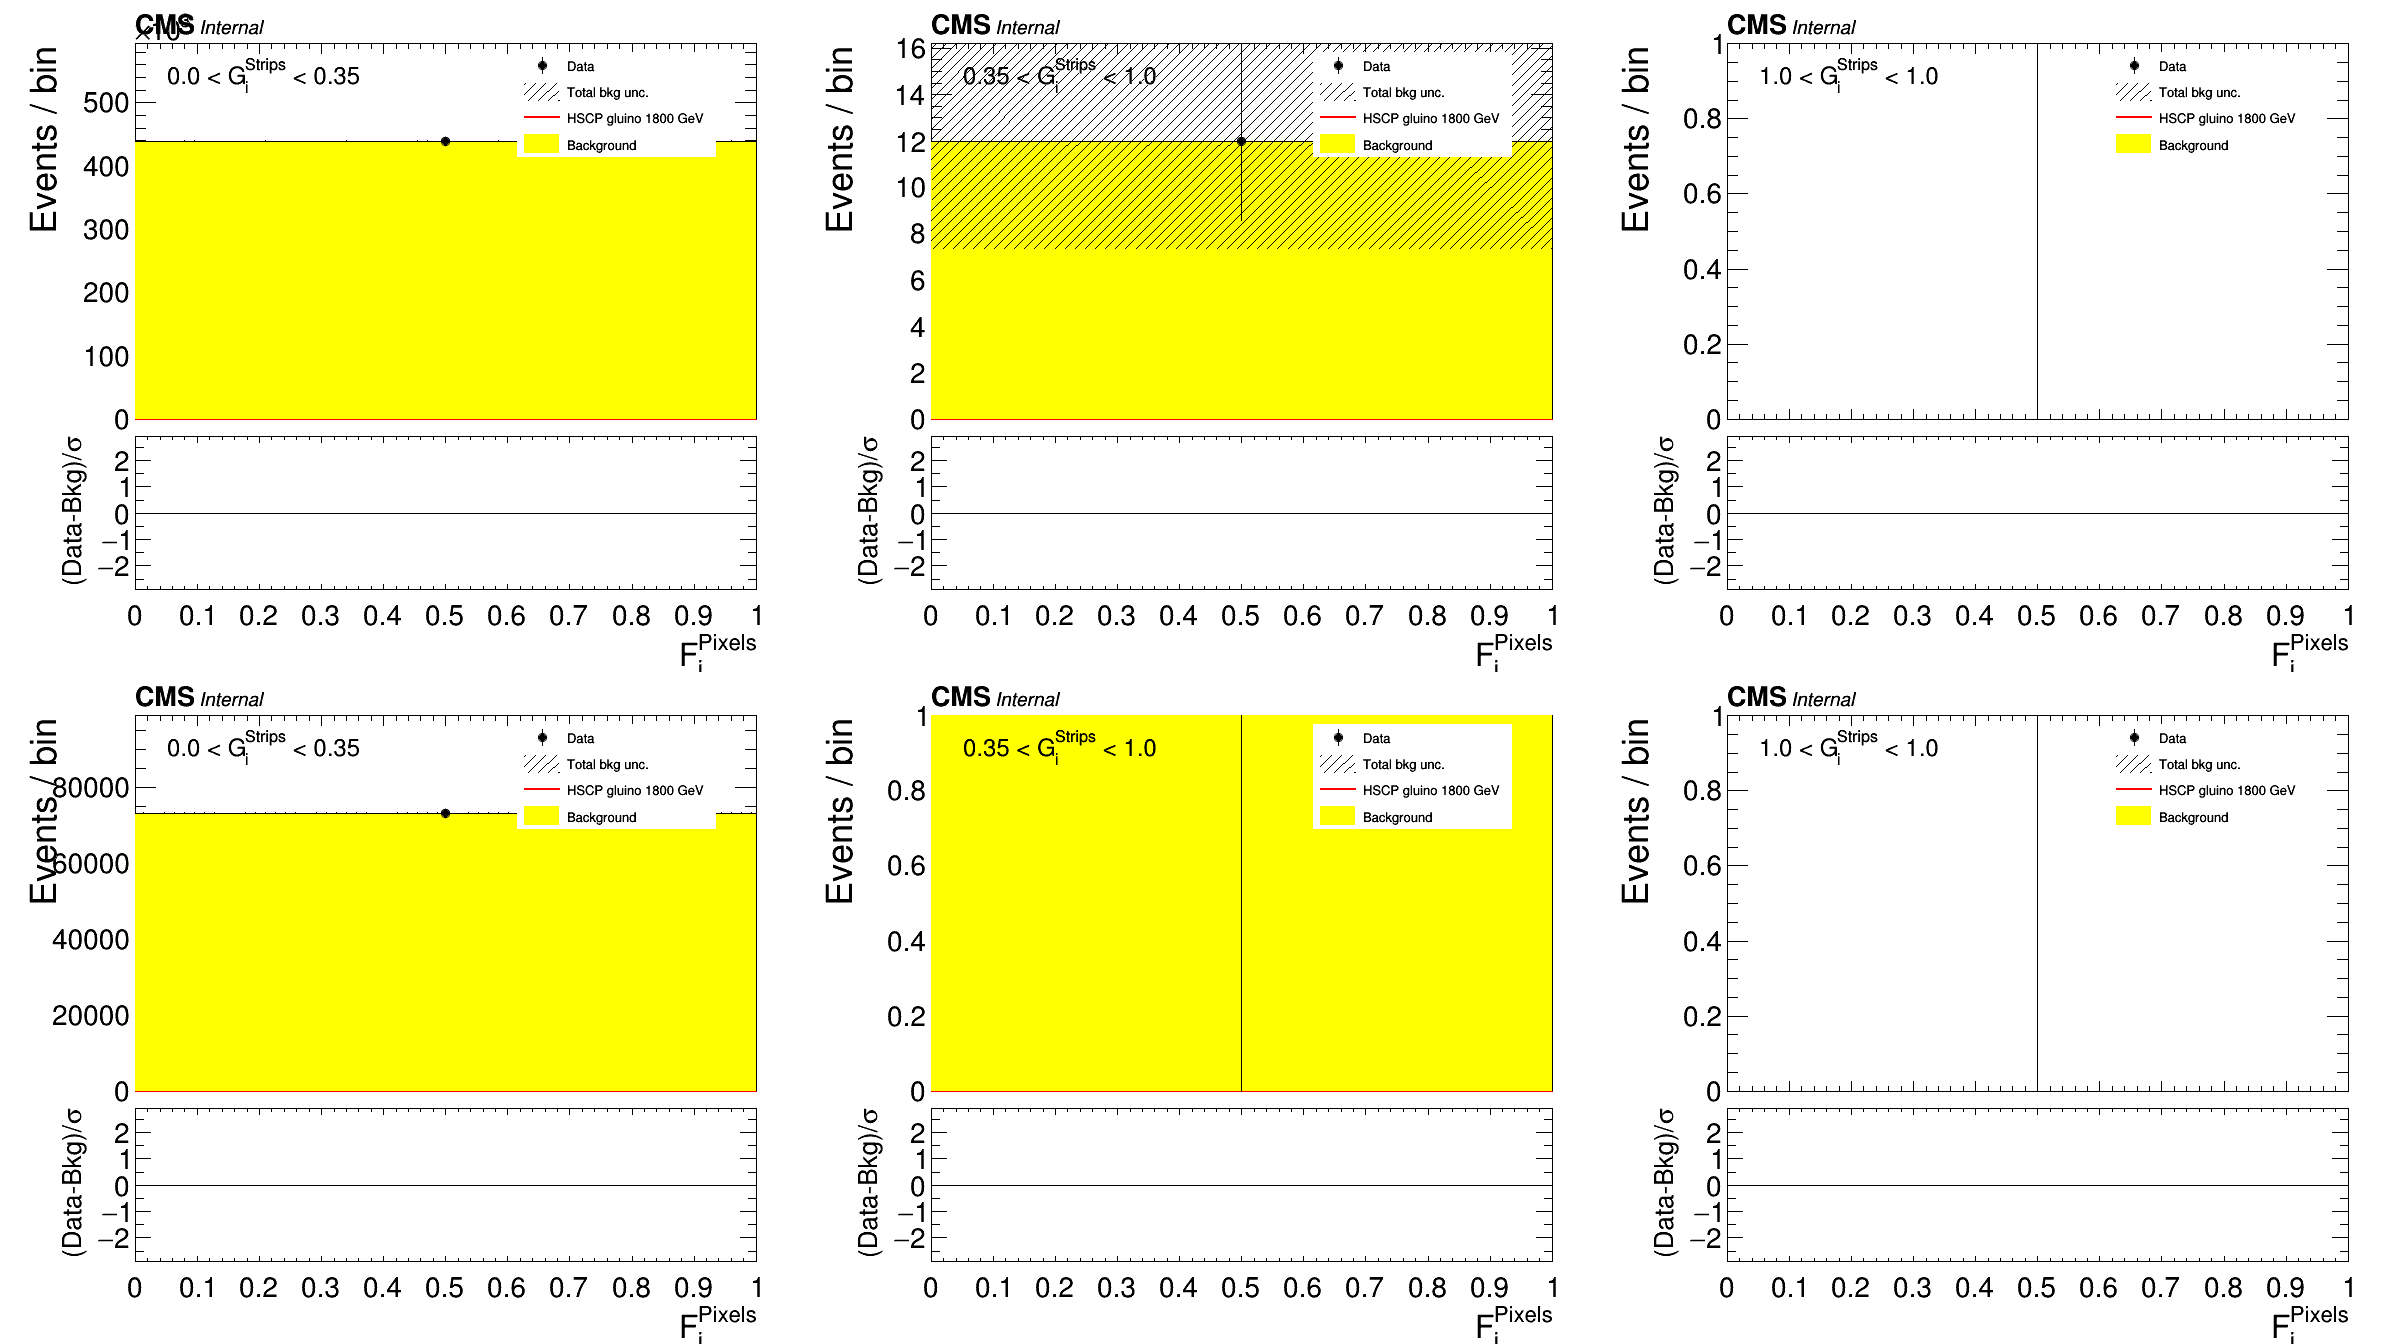 CMS Internal
×10³
Events / bin
0.0 < G_i^Strips < 0.35
Data
Total bkg unc.
HSCP gluino 1800 GeV
Background
500
400
300
200
100
0
(Data-Bkg)/σ
2
1
0
−1
−2
0 0.1 0.2 0.3 0.4 0.5 0.6 0.7 0.8 0.9 1
F_i^Pixels
CMS Internal
Events / bin
0.35 < G_i^Strips < 1.0
Data
Total bkg unc.
HSCP gluino 1800 GeV
Background
16
14
12
10
8
6
4
2
0
(Data-Bkg)/σ
2
1
0
−1
−2
0 0.1 0.2 0.3 0.4 0.5 0.6 0.7 0.8 0.9 1
F_i^Pixels
CMS Internal
Events / bin
1.0 < G_i^Strips < 1.0
Data
Total bkg unc.
HSCP gluino 1800 GeV
Background
1
0.8
0.6
0.4
0.2
0
(Data-Bkg)/σ
2
1
0
−1
−2
0 0.1 0.2 0.3 0.4 0.5 0.6 0.7 0.8 0.9 1
F_i^Pixels
CMS Internal
Events / bin
0.0 < G_i^Strips < 0.35
Data
Total bkg unc.
HSCP gluino 1800 GeV
Background
80000
60000
40000
20000
0
(Data-Bkg)/σ
2
1
0
−1
−2
0 0.1 0.2 0.3 0.4 0.5 0.6 0.7 0.8 0.9 1
F_i^Pixels
CMS Internal
Events / bin
0.35 < G_i^Strips < 1.0
Data
Total bkg unc.
HSCP gluino 1800 GeV
Background
1
0.8
0.6
0.4
0.2
0
(Data-Bkg)/σ
2
1
0
−1
−2
0 0.1 0.2 0.3 0.4 0.5 0.6 0.7 0.8 0.9 1
F_i^Pixels
CMS Internal
Events / bin
1.0 < G_i^Strips < 1.0
Data
Total bkg unc.
HSCP gluino 1800 GeV
Background
1
0.8
0.6
0.4
0.2
0
(Data-Bkg)/σ
2
1
0
−1
−2
0 0.1 0.2 0.3 0.4 0.5 0.6 0.7 0.8 0.9 1
F_i^Pixels